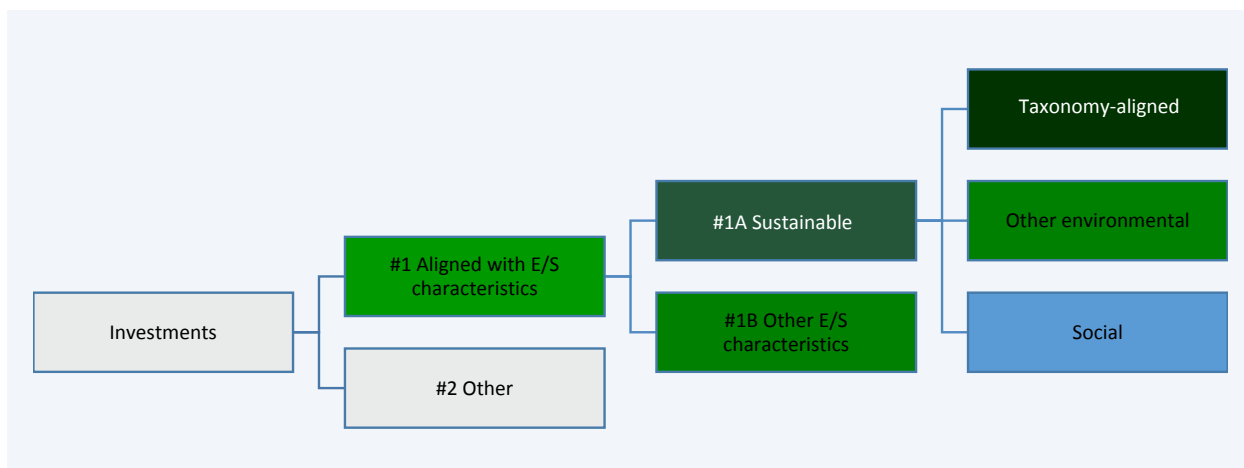 Investments
#1 Aligned with E/S
characteristics
#2 Other
#1A Sustainable
#1B Other E/S
characteristics
Taxonomy-aligned
Other environmental
Social